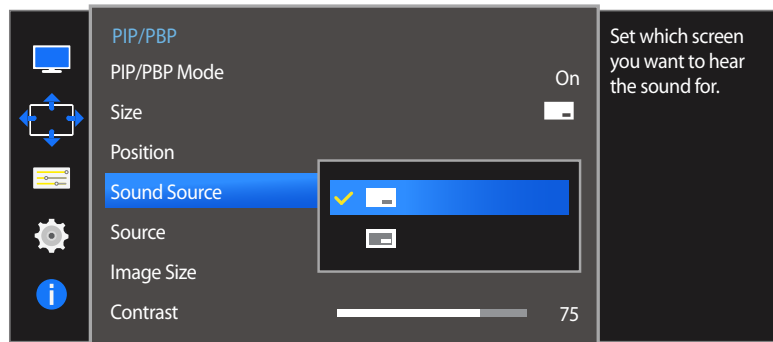 PIP/PBP
PIP/PBP Mode
On
Size
Position
Sound Source
Source
Image Size
Contrast
75
Set which screen
you want to hear
the sound for.